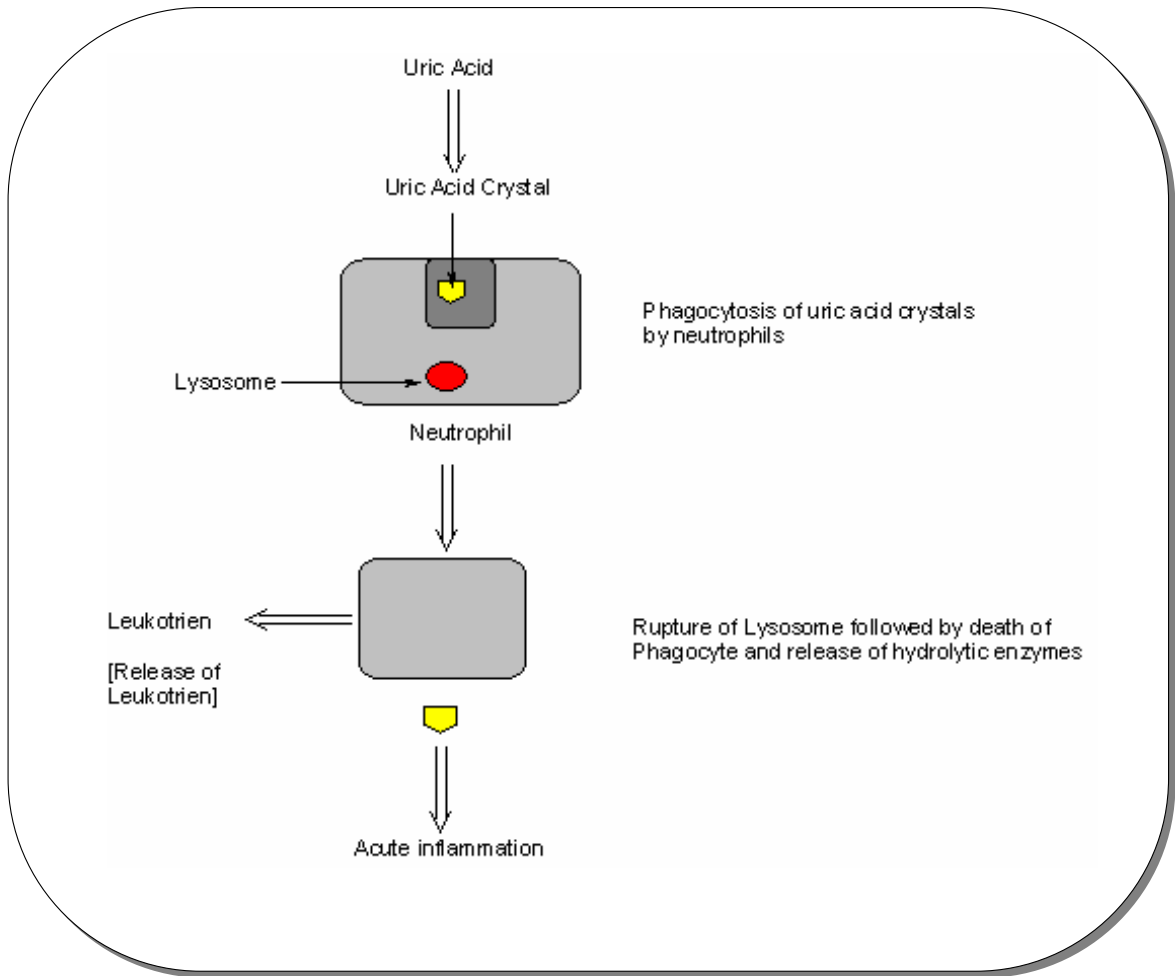 Uric Acid
Uric Acid Crystal
Phagocytosis of uric acid crystals
by neutrophils
Lysosome
Neutrophil
Leukotrien
[Release of
Leukotrien]
Rupture of Lysosome followed by death of
Phagocyte and release of hydrolytic enzymes
Acute inflammation